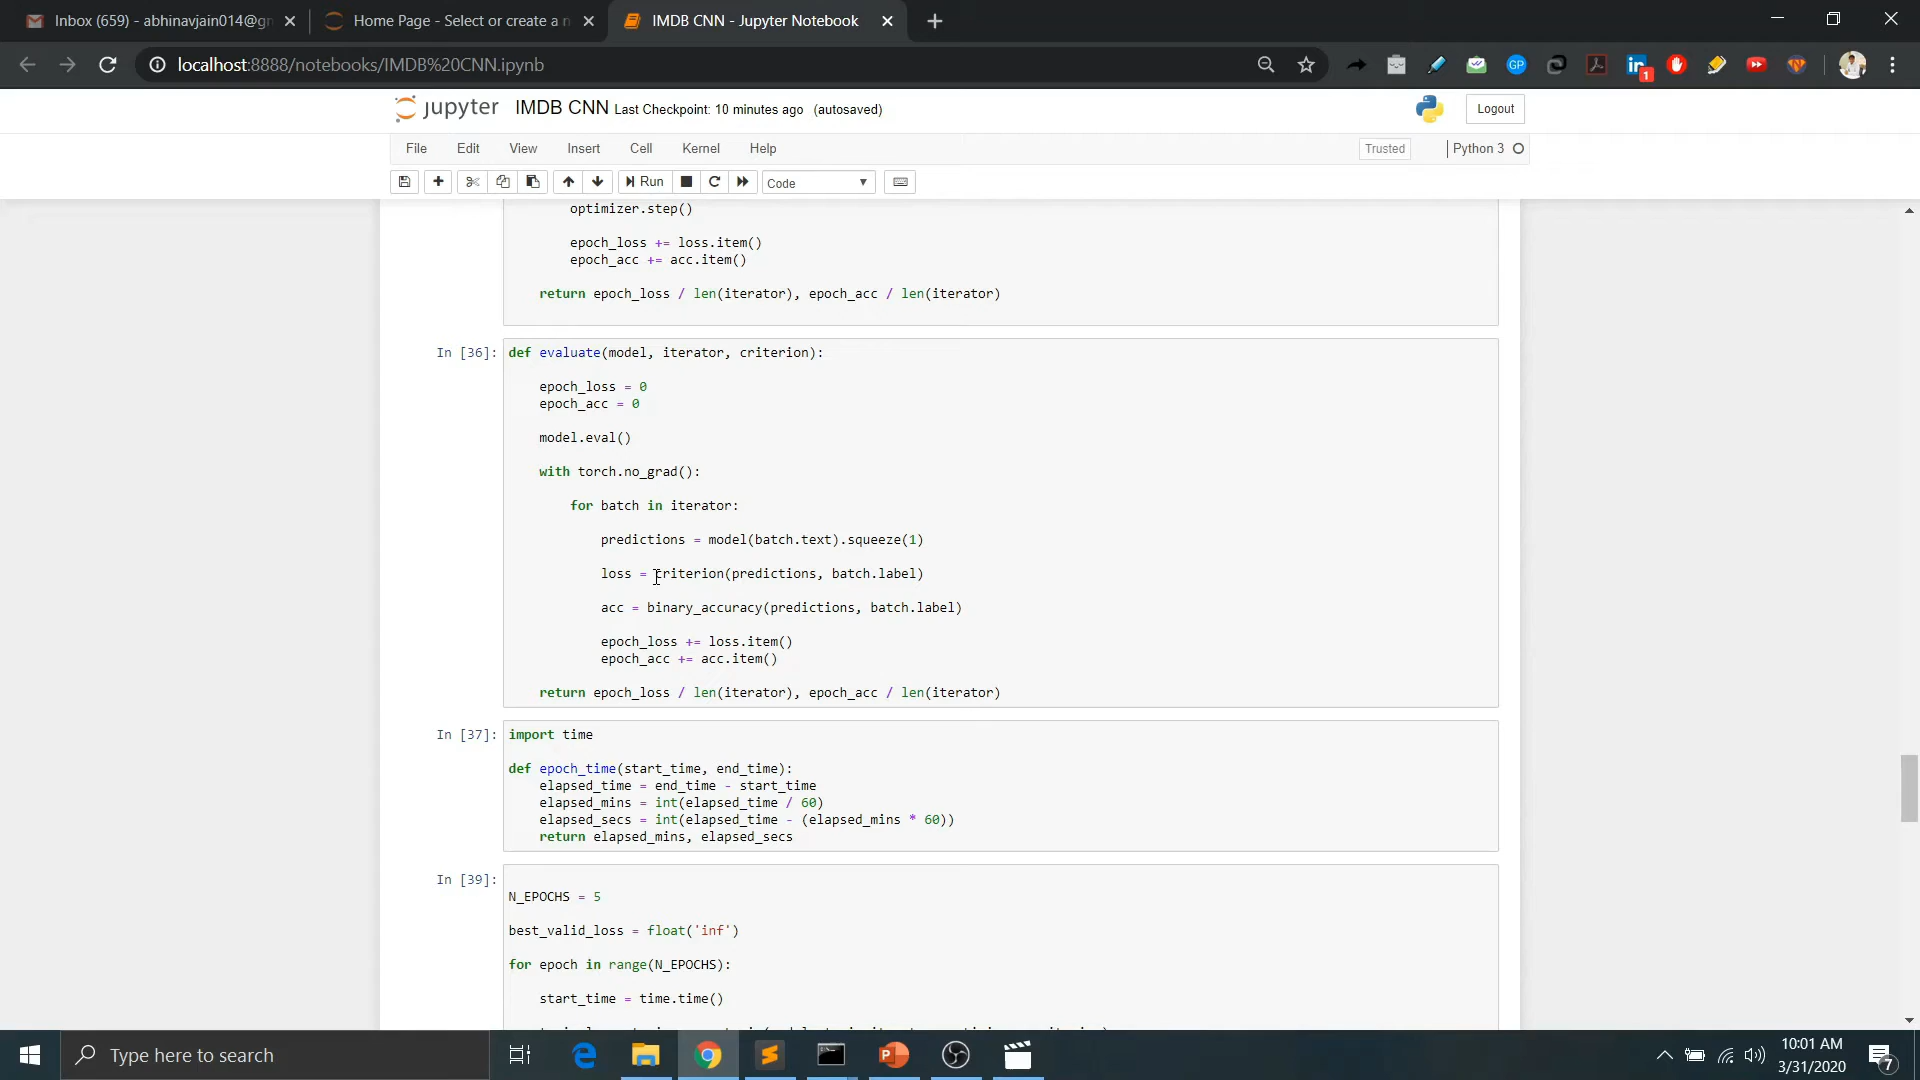 Inbox (659) - abhinavjain014@gm
Home Page - Select or create a n
IMDB CNN - Jupyter Notebook
localhost:8888/notebooks/IMDB%20CNN.ipynb
GP
in
1
jupyter IMDB CNN Last Checkpoint: 10 minutes ago (autosaved)
Logout
File Edit View Insert Cell Kernel Help
Trusted
Python 3
Run
Code
optimizer.step()
epoch_loss += loss.item()
epoch_acc += acc.item()
return epoch_loss / len(iterator), epoch_acc / len(iterator)
In [36]:
def evaluate(model, iterator, criterion):
epoch_loss = 0
epoch_acc = 0
model.eval()
with torch.no_grad():
for batch in iterator:
predictions = model(batch.text).squeeze(1)
loss = criterion(predictions, batch.label)
acc = binary_accuracy(predictions, batch.label)
epoch_loss += loss.item()
epoch_acc += acc.item()
return epoch_loss / len(iterator), epoch_acc / len(iterator)
In [37]:
import time
def epoch_time(start_time, end_time):
elapsed_time = end_time - start_time
elapsed_mins = int(elapsed_time / 60)
elapsed_secs = int(elapsed_time - (elapsed_mins * 60))
return elapsed_mins, elapsed_secs
In [39]:
N_EPOCHS = 5
best_valid_loss = float('inf')
for epoch in range(N_EPOCHS):
start_time = time.time()
Type here to search
10:01 AM
3/31/2020
7